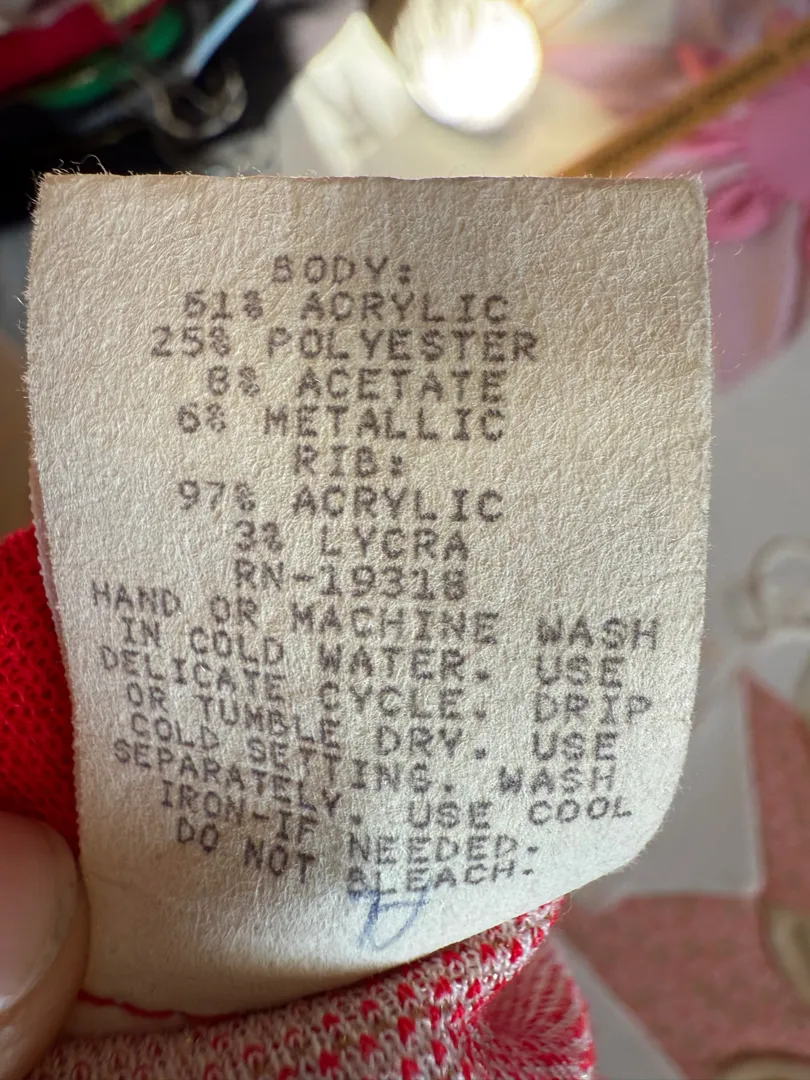 BODY:
61% ACRYLIC
25% POLYESTER
8% ACETATE
6% METALLIC
RIB:
97% ACRYLIC
3% LYCRA
RN-19318
HAND OR MACHINE WASH
IN COLD WATER. USE
DELICATE CYCLE. DRIP
OR TUMBLE DRY. USE
COLD SETTING. WASH
SEPARATELY. USE COOL
IRON-IF NEEDED.
DO NOT BLEACH.